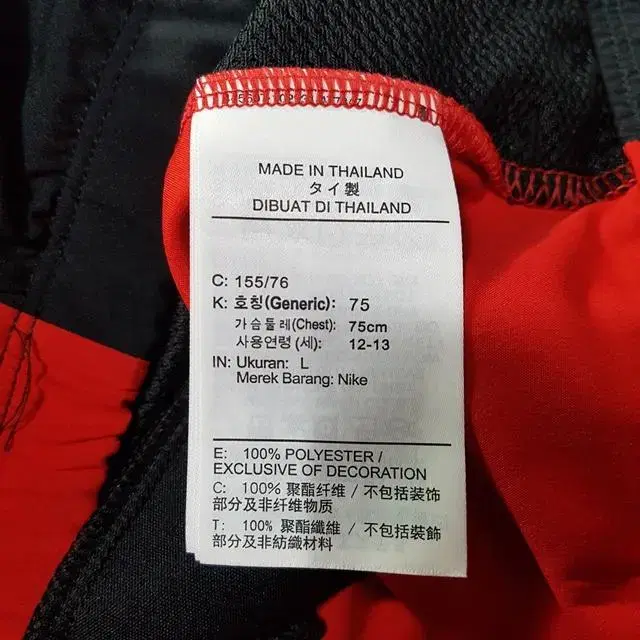 MADE IN THAILAND
タイ製
DIBUAT DI THAILAND
C: 155/76
K: 호칭(Generic): 75
가슴둘레(Chest): 75cm
사용연령 (세): 12-13
IN: Ukuran: L
Merek Barang: Nike
E: 100% POLYESTER /
EXCLUSIVE OF DECORATION
C: 100% 聚酯纤维 / 不包括装饰
部分及非纤维物质
T: 100% 聚酯纖維 / 不包括裝飾
部分及非紡織材料